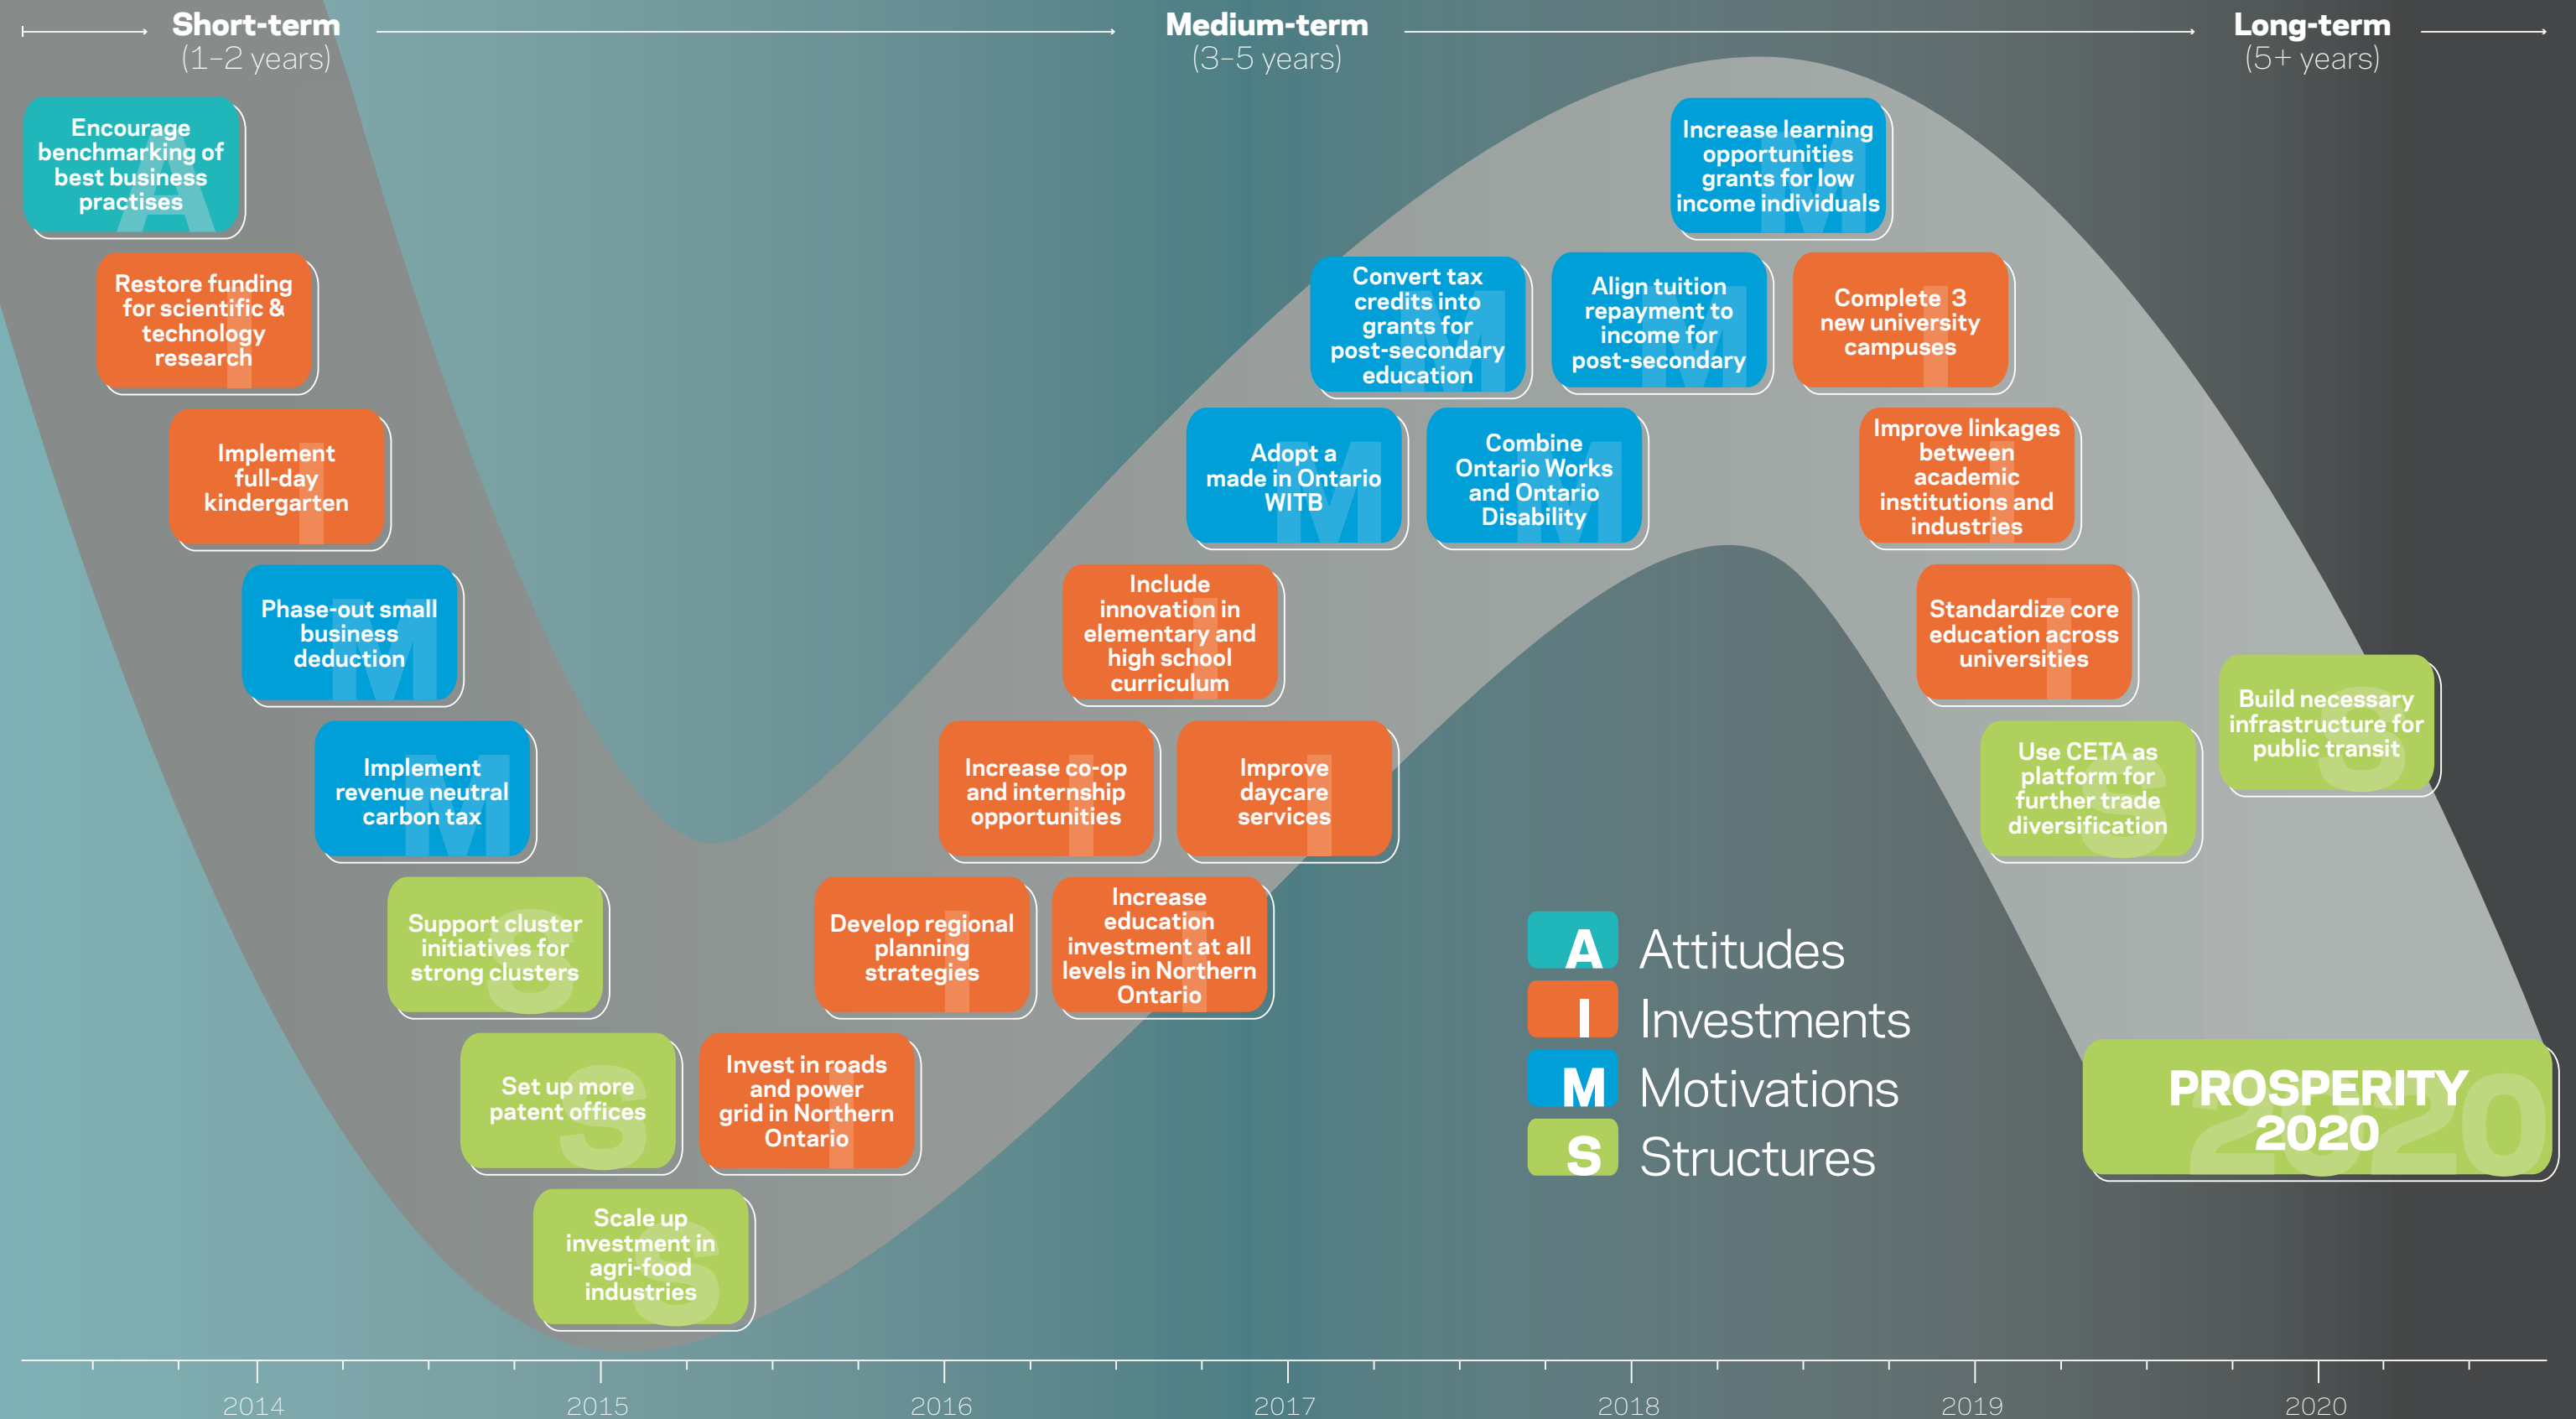 Short-term
(1–2 years)
Medium-term
(3–5 years)
Long-term
(5+ years)
A
Encourage
benchmarking of
best business
practises
I
Restore funding
for scientific &
technology
research
I
Implement
full-day
kindergarten
M
Phase-out small
business
deduction
M
Implement
revenue neutral
carbon tax
S
Support cluster
initiatives for
strong clusters
S
Set up more
patent offices
S
Scale up
investment in
agri-food
industries
I
Invest in roads
and power
grid in Northern
Ontario
I
Develop regional
planning
strategies
I
Increase
education
investment at all
levels in Northern
Ontario
I
Increase co-op
and internship
opportunities
I
Improve
daycare
services
I
Include
innovation in
elementary and
high school
curriculum
M
Adopt a
made in Ontario
WITB
M
Combine
Ontario Works
and Ontario
Disability
M
Convert tax
credits into
grants for
post-secondary
education
M
Align tuition
repayment to
income for
post-secondary
M
Increase learning
opportunities
grants for low
income individuals
I
Complete 3
new university
campuses
I
Improve linkages
between
academic
institutions and
industries
I
Standardize core
education across
universities
S
Use CETA as
platform for
further trade
diversification
S
Build necessary
infrastructure for
public transit
2020
PROSPERITY
2020
A Attitudes
I Investments
M Motivations
S Structures
2014 2015 2016 2017 2018 2019 2020